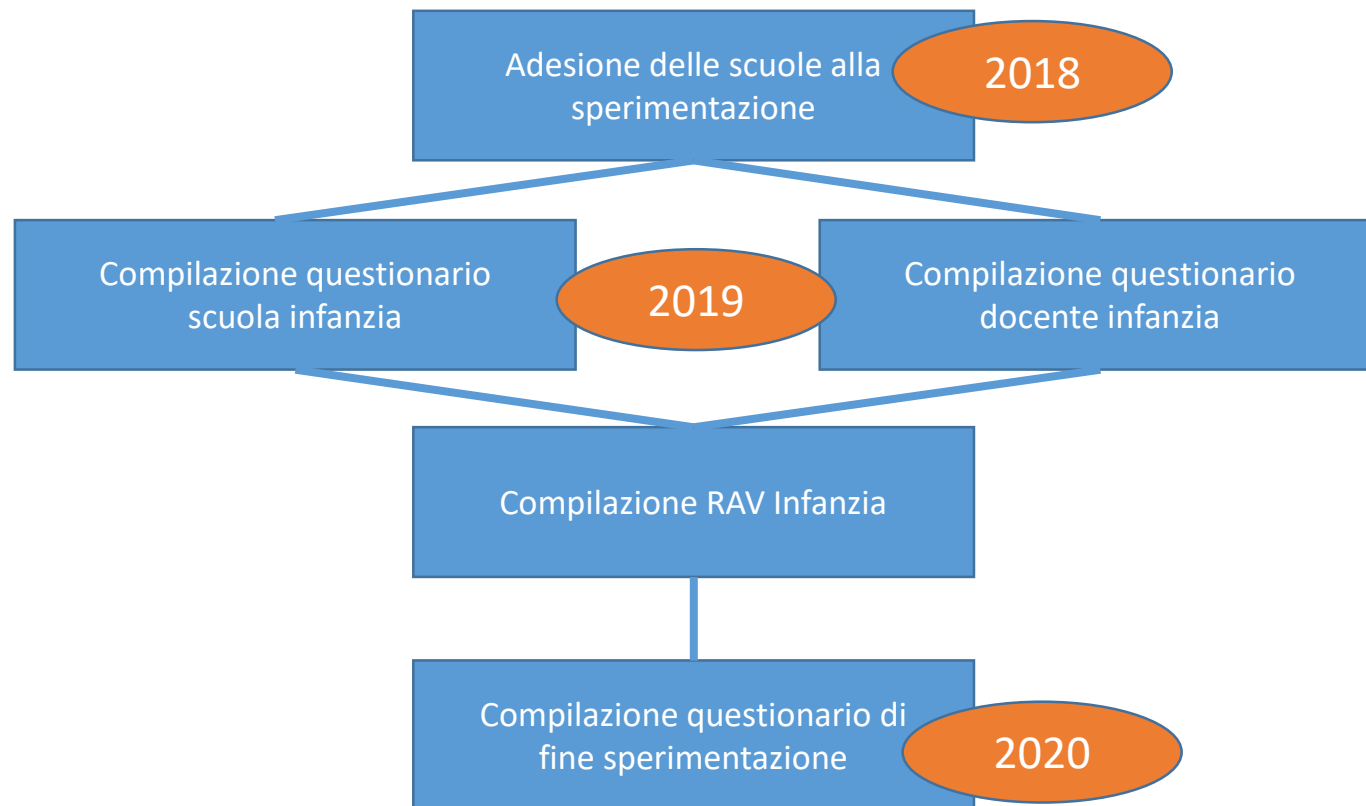 Adesione delle scuole alla
sperimentazione
2018
Compilazione questionario
scuola infanzia
2019
Compilazione questionario
docente infanzia
Compilazione RAV Infanzia
Compilazione questionario di
fine sperimentazione
2020